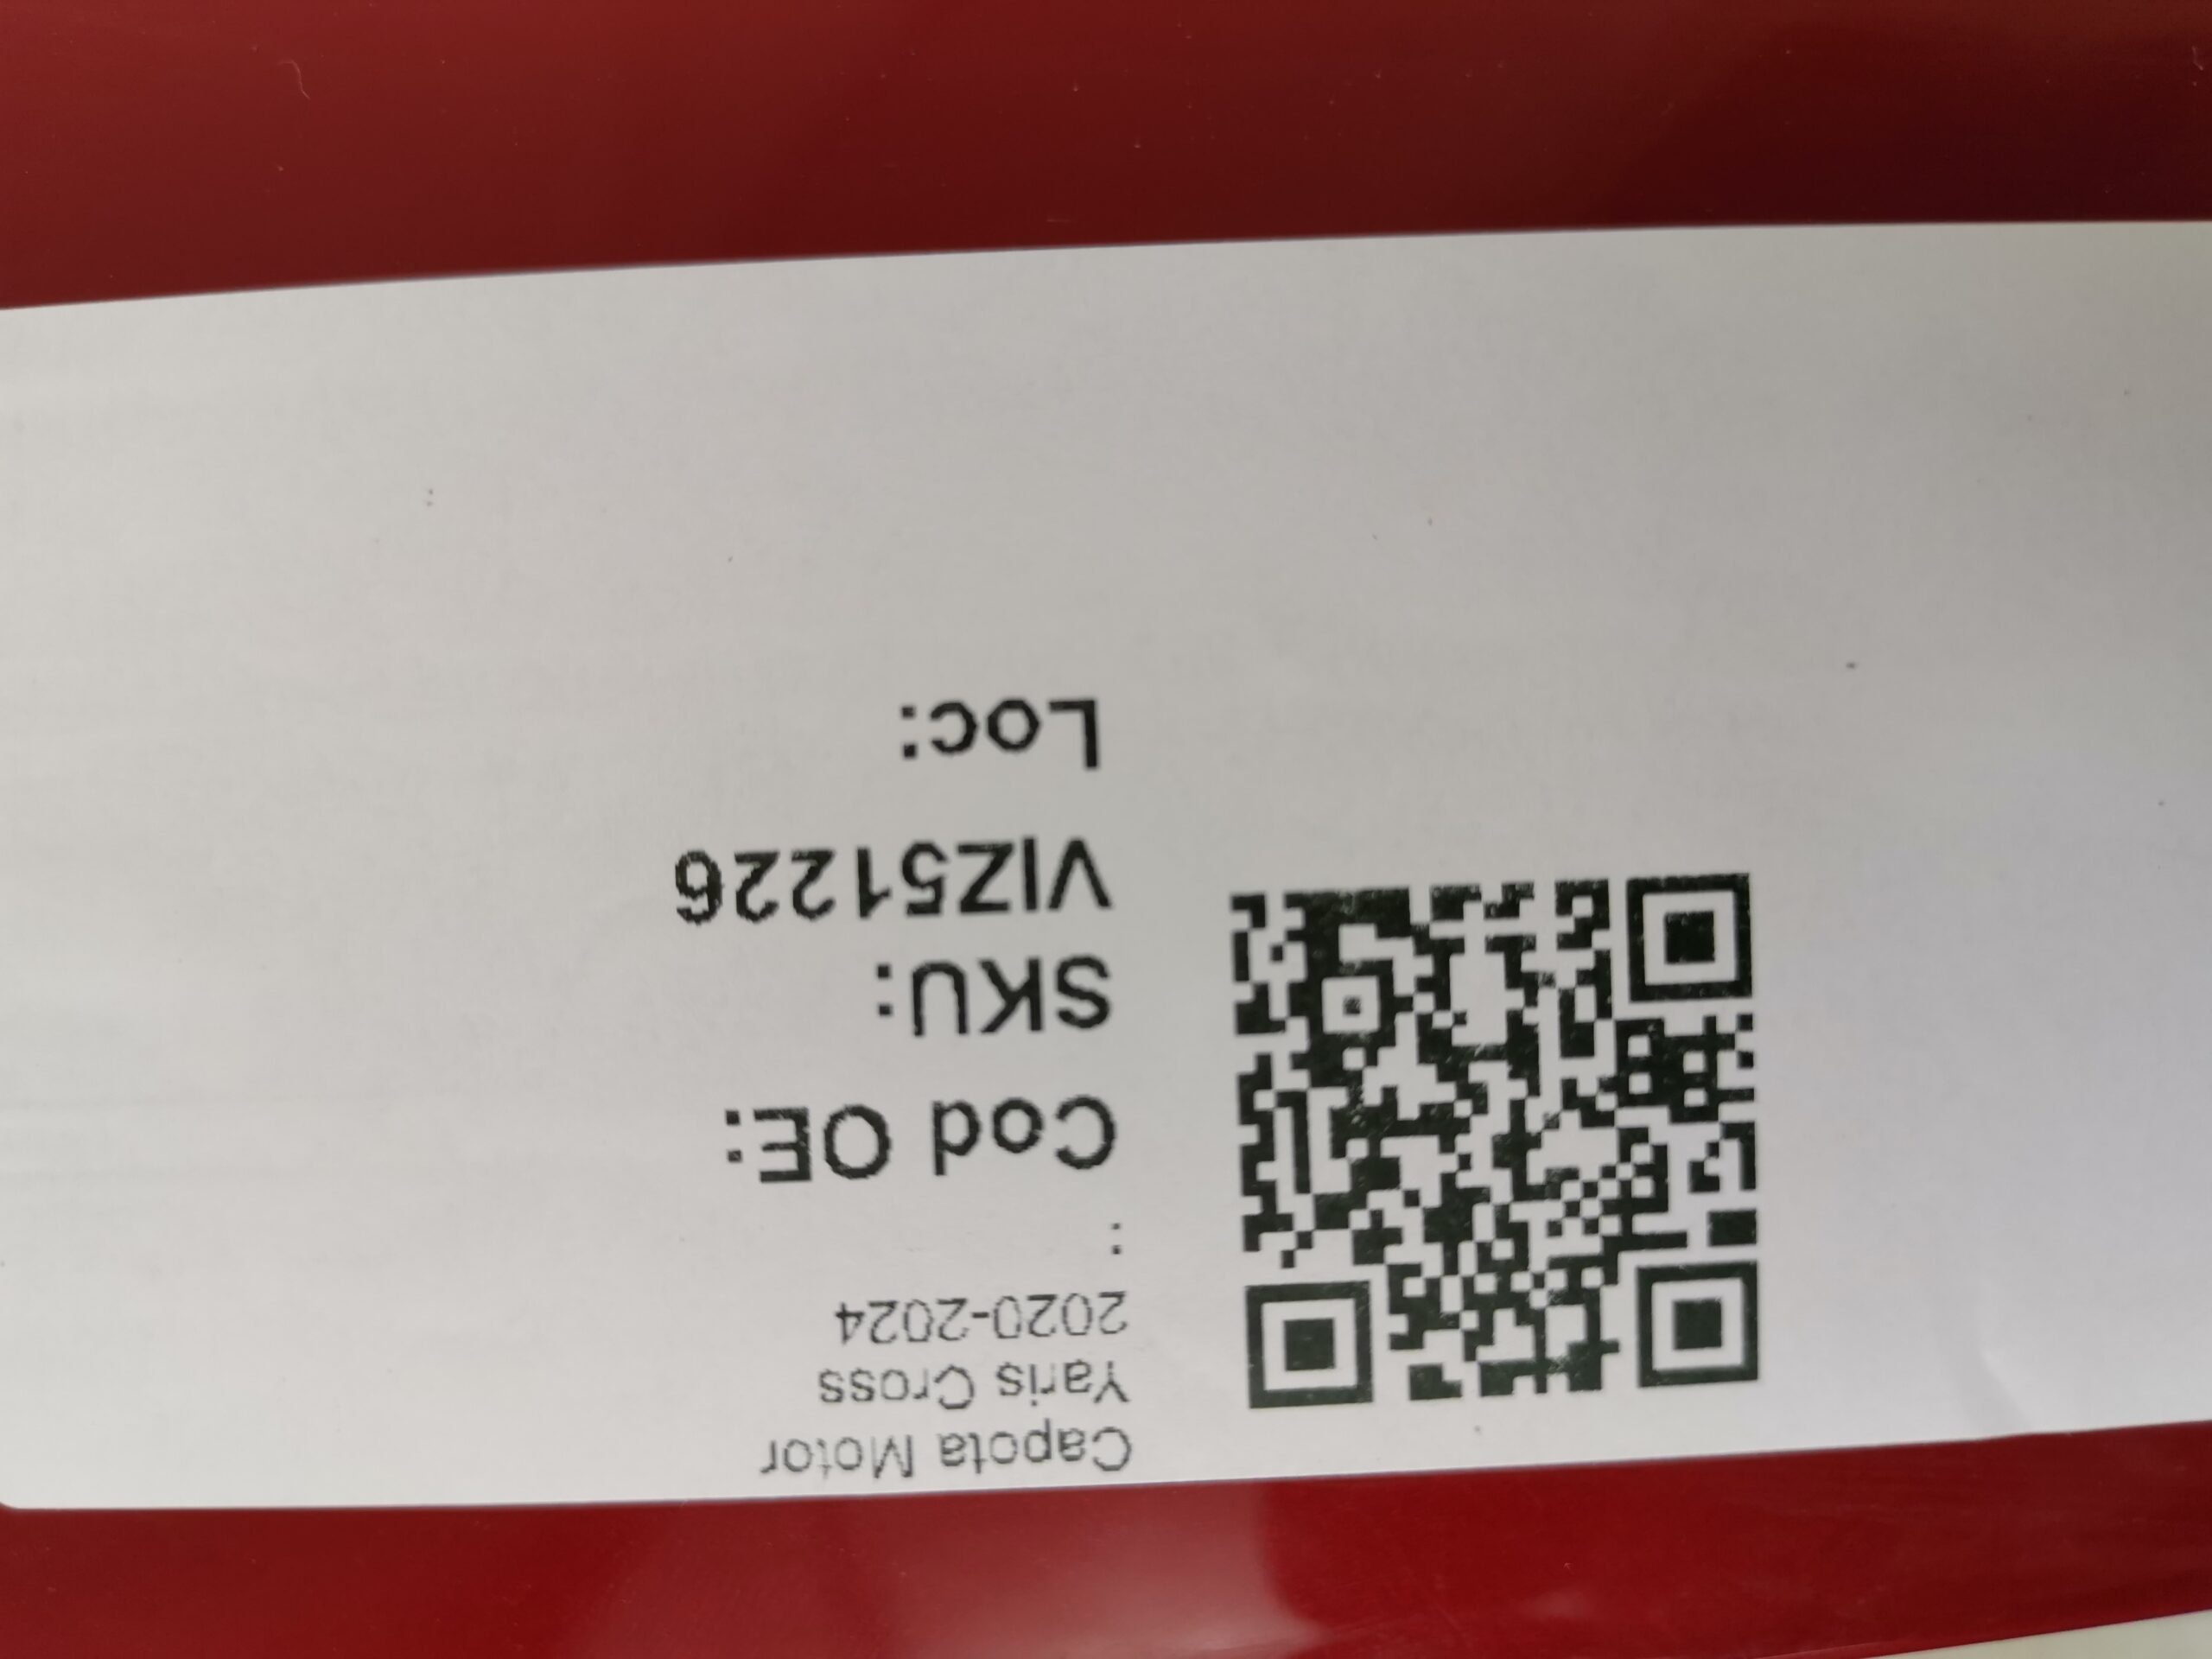 Capota Motor
Yaris Cross
2020-2024
:
Cod OE:
SKU:
VIZ51226
Loc: